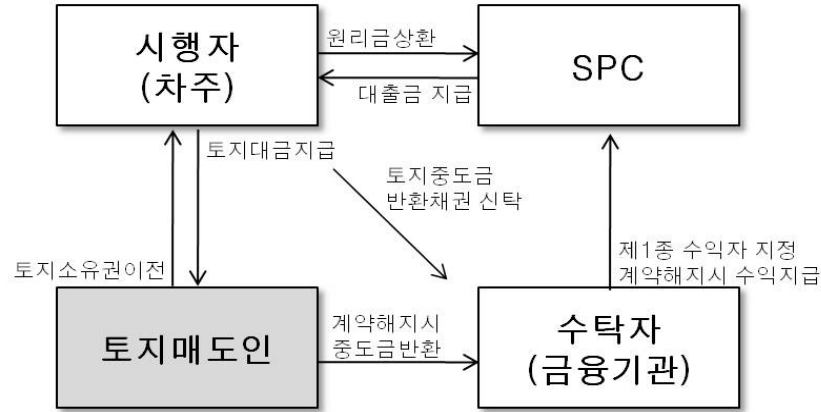 시행자
(차주)
원리금상환
대출금 지급
SPC
토지대금지급
토지중도금
반환채권 신탁
토지소유권이전
제1종 수익자 지정
계약해지시 수익지급
토지매도인
계약해지시
중도금반환
수탁자
(금융기관)